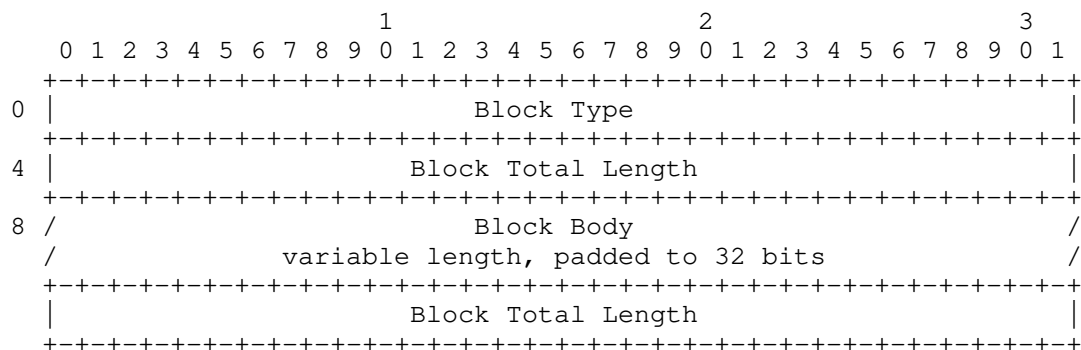 1                   2                   3
 0 1 2 3 4 5 6 7 8 9 0 1 2 3 4 5 6 7 8 9 0 1 2 3 4 5 6 7 8 9 0 1
+-+-+-+-+-+-+-+-+-+-+-+-+-+-+-+-+-+-+-+-+-+-+-+-+-+-+-+-+-+-+-+-+
0 | Block Type |
+-+-+-+-+-+-+-+-+-+-+-+-+-+-+-+-+-+-+-+-+-+-+-+-+-+-+-+-+-+-+-+-+
4 | Block Total Length |
+-+-+-+-+-+-+-+-+-+-+-+-+-+-+-+-+-+-+-+-+-+-+-+-+-+-+-+-+-+-+-+-+
8 / Block Body /
/ variable length, padded to 32 bits /
+-+-+-+-+-+-+-+-+-+-+-+-+-+-+-+-+-+-+-+-+-+-+-+-+-+-+-+-+-+-+-+-+
| Block Total Length |
+-+-+-+-+-+-+-+-+-+-+-+-+-+-+-+-+-+-+-+-+-+-+-+-+-+-+-+-+-+-+-+-+